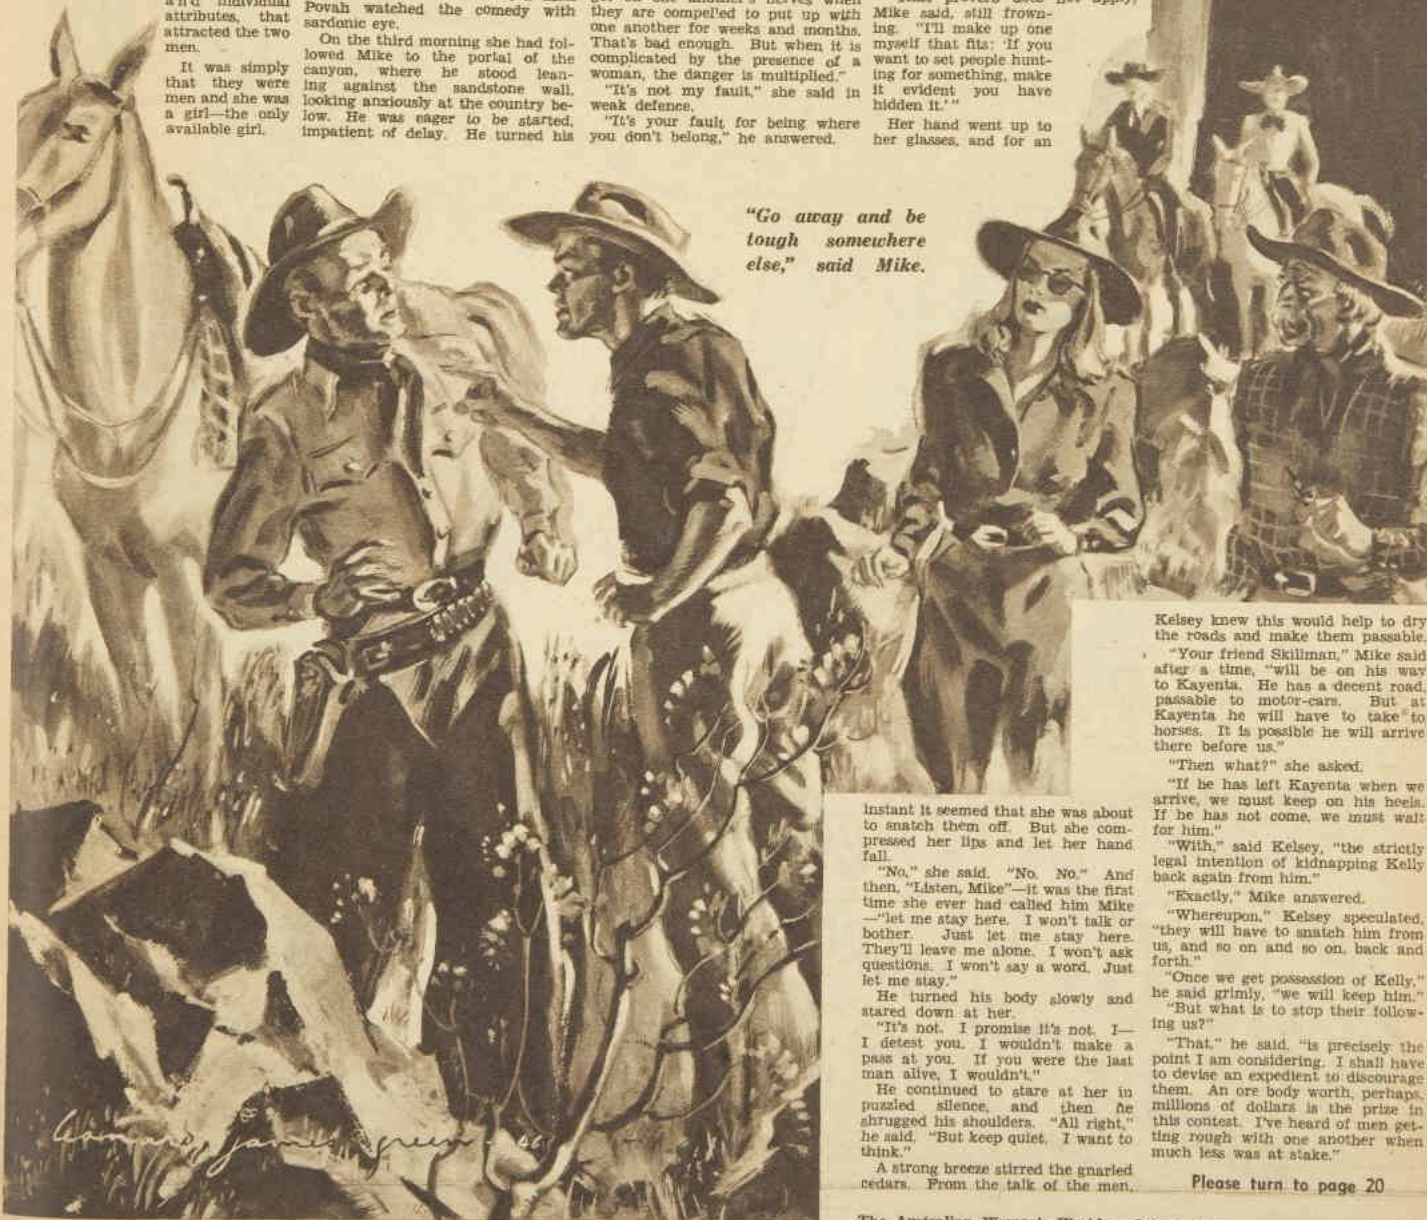 and individual
attributes, that
attracted the two
men.
It was simply
that they were
men and she was
a girl—the only
available girl.
Povah watched the comedy with
sardonic eye.
On the third morning she had fol-
lowed Mike to the portal of the
canyon, where he stood lean-
ing against the sandstone wall,
looking anxiously at the country be-
low. He was eager to be started,
impatient of delay. He turned his
they are compelled to put up with
one another for weeks and months.
That's bad enough. But when it is
complicated by the presence of a
woman, the danger is multiplied."
"It's not my fault," she said in
weak defence.
"It's your fault for being where
you don't belong," he answered.
Mike said, still frown-
ing. "I'll make up one
myself that fits: 'If you
want to set people hunt-
ing for something, make
it evident you have
hidden it.'"
Her hand went up to
her glasses, and for an
"Go away and be
tough somewhere
else," said Mike.
instant it seemed that she was about
to snatch them off. But she com-
pressed her lips and let her hand
fall.
"No," she said. "No. No." And
then, "Listen, Mike"—it was the first
time she ever had called him Mike
—"let me stay here. I won't talk or
bother. Just let me stay here.
They'll leave me alone. I won't ask
questions. I won't say a word. Just
let me stay."
He turned his body slowly and
stared down at her.
"It's not. I promise it's not. I—
I detest you. I wouldn't make a
pass at you. If you were the last
man alive, I wouldn't."
He continued to stare at her in
puzzled silence, and then he
shrugged his shoulders. "All right,"
he said. "But keep quiet. I want to
think."
A strong breeze stirred the gnarled
cedars. From the talk of the men,
Kelsey knew this would help to dry
the roads and make them passable.
"Your friend Skillman," Mike said
after a time, "will be on his way
to Kayenta. He has a decent road,
passable to motor-cars. But at
Kayenta he will have to take to
horses. It is possible he will arrive
there before us."
"Then what?" she asked.
"If he has left Kayenta when we
arrive, we must keep on his heels.
If he has not come, we must wait
for him."
"With," said Kelsey, "the strictly
legal intention of kidnapping Kelly
back again from him."
"Exactly," Mike answered.
"Whereupon," Kelsey speculated,
"they will have to snatch him from
us, and so on and so on, back and
forth."
"Once we get possession of Kelly,"
he said grimly, "we will keep him."
"But what is to stop their follow-
ing us?"
"That," he said, "is precisely the
point I am considering. I shall have
to devise an expedient to discourage
them. An ore body worth, perhaps,
millions of dollars is the prize in
this contest. I've heard of men get-
ting rough with one another when
much less was at stake."
Please turn to page 20
james green